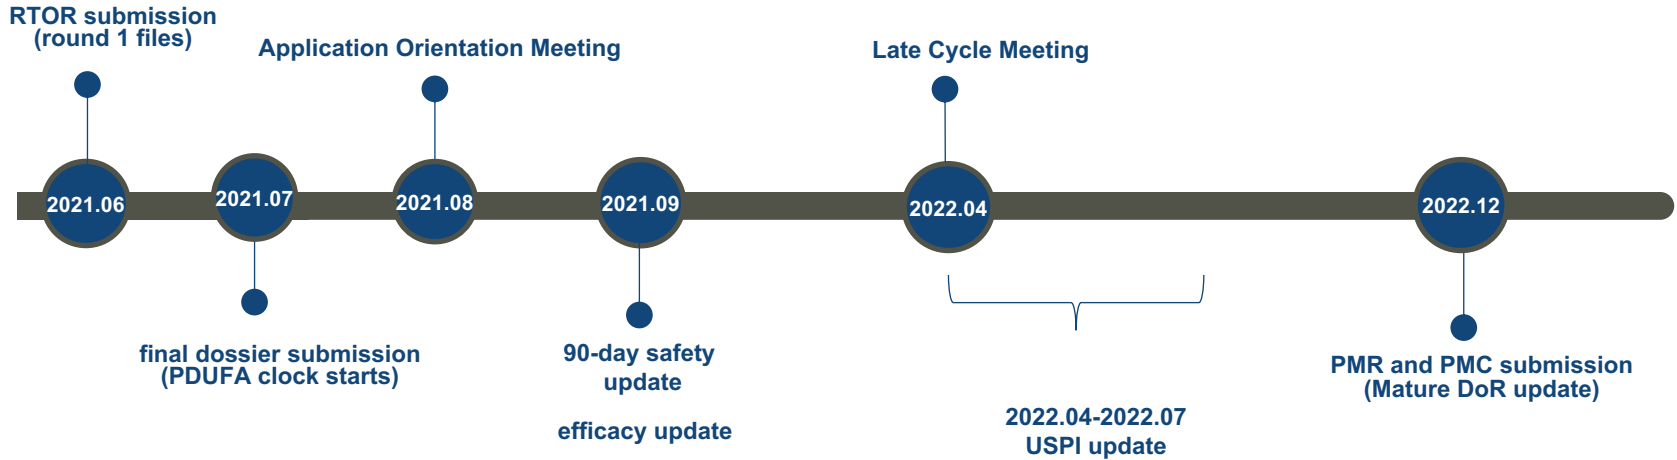 RTOR submission
(round 1 files)
Application Orientation Meeting
Late Cycle Meeting
2021.06
2021.07
2021.08
2021.09
2022.04
2022.12
final dossier submission
(PDUFA clock starts)
90-day safety
update
efficacy update
2022.04-2022.07
USPI update
PMR and PMC submission
(Mature DoR update)